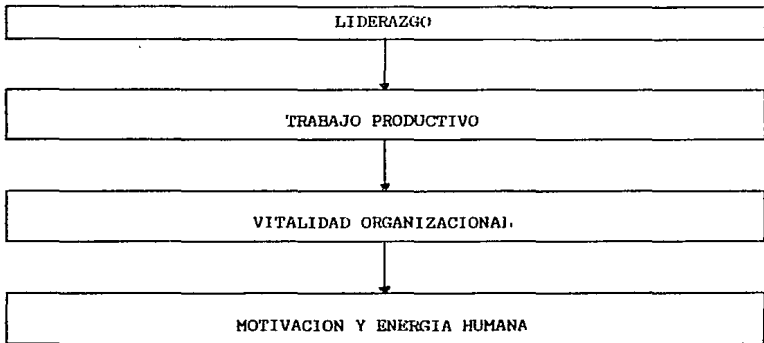 LIDERAZGO
TRABAJO PRODUCTIVO
VITALIDAD ORGANIZACIONAL
MOTIVACION Y ENERGIA HUMANA